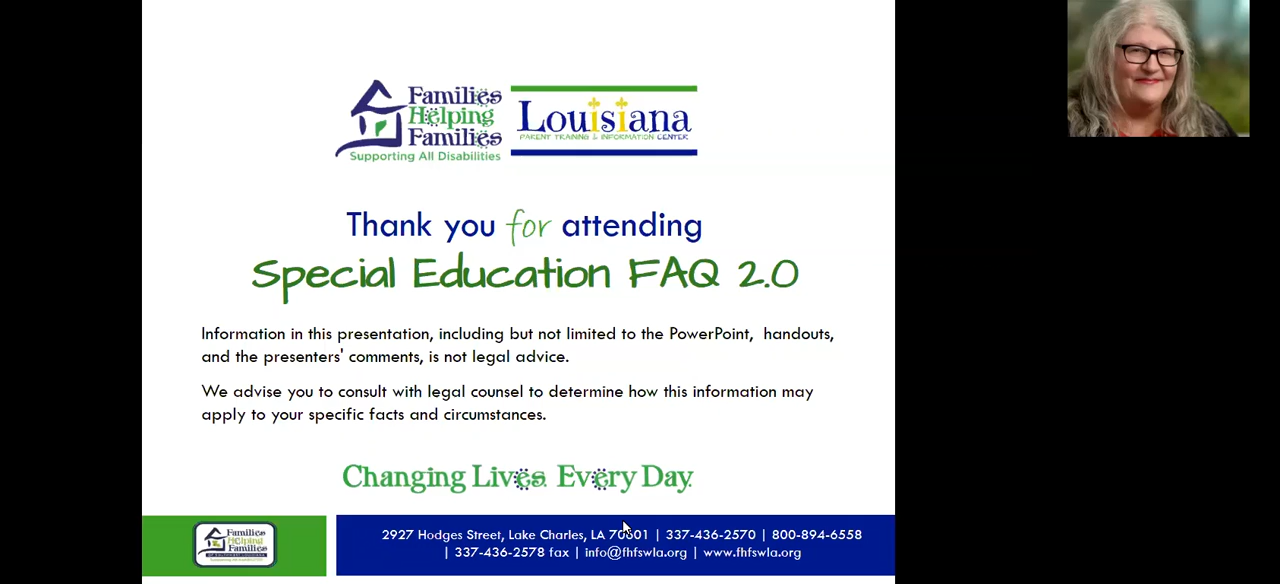 Families
Helping
Families
Supporting All Disabilities
Louisiana
PARENT TRAINING & INFORMATION CENTER
Thank you for attending
Special Education FAQ 2.0
Information in this presentation, including but not limited to the PowerPoint, handouts,
and the presenters' comments, is not legal advice.
We advise you to consult with legal counsel to determine how this information may
apply to your specific facts and circumstances.
Changing Lives. Every Day.
Families
Helping
Families
2927 Hodges Street, Lake Charles, LA 70601 | 337-436-2570 | 800-894-6558
| 337-436-2578 fax | info@fhfswla.org | www.fhfswla.org